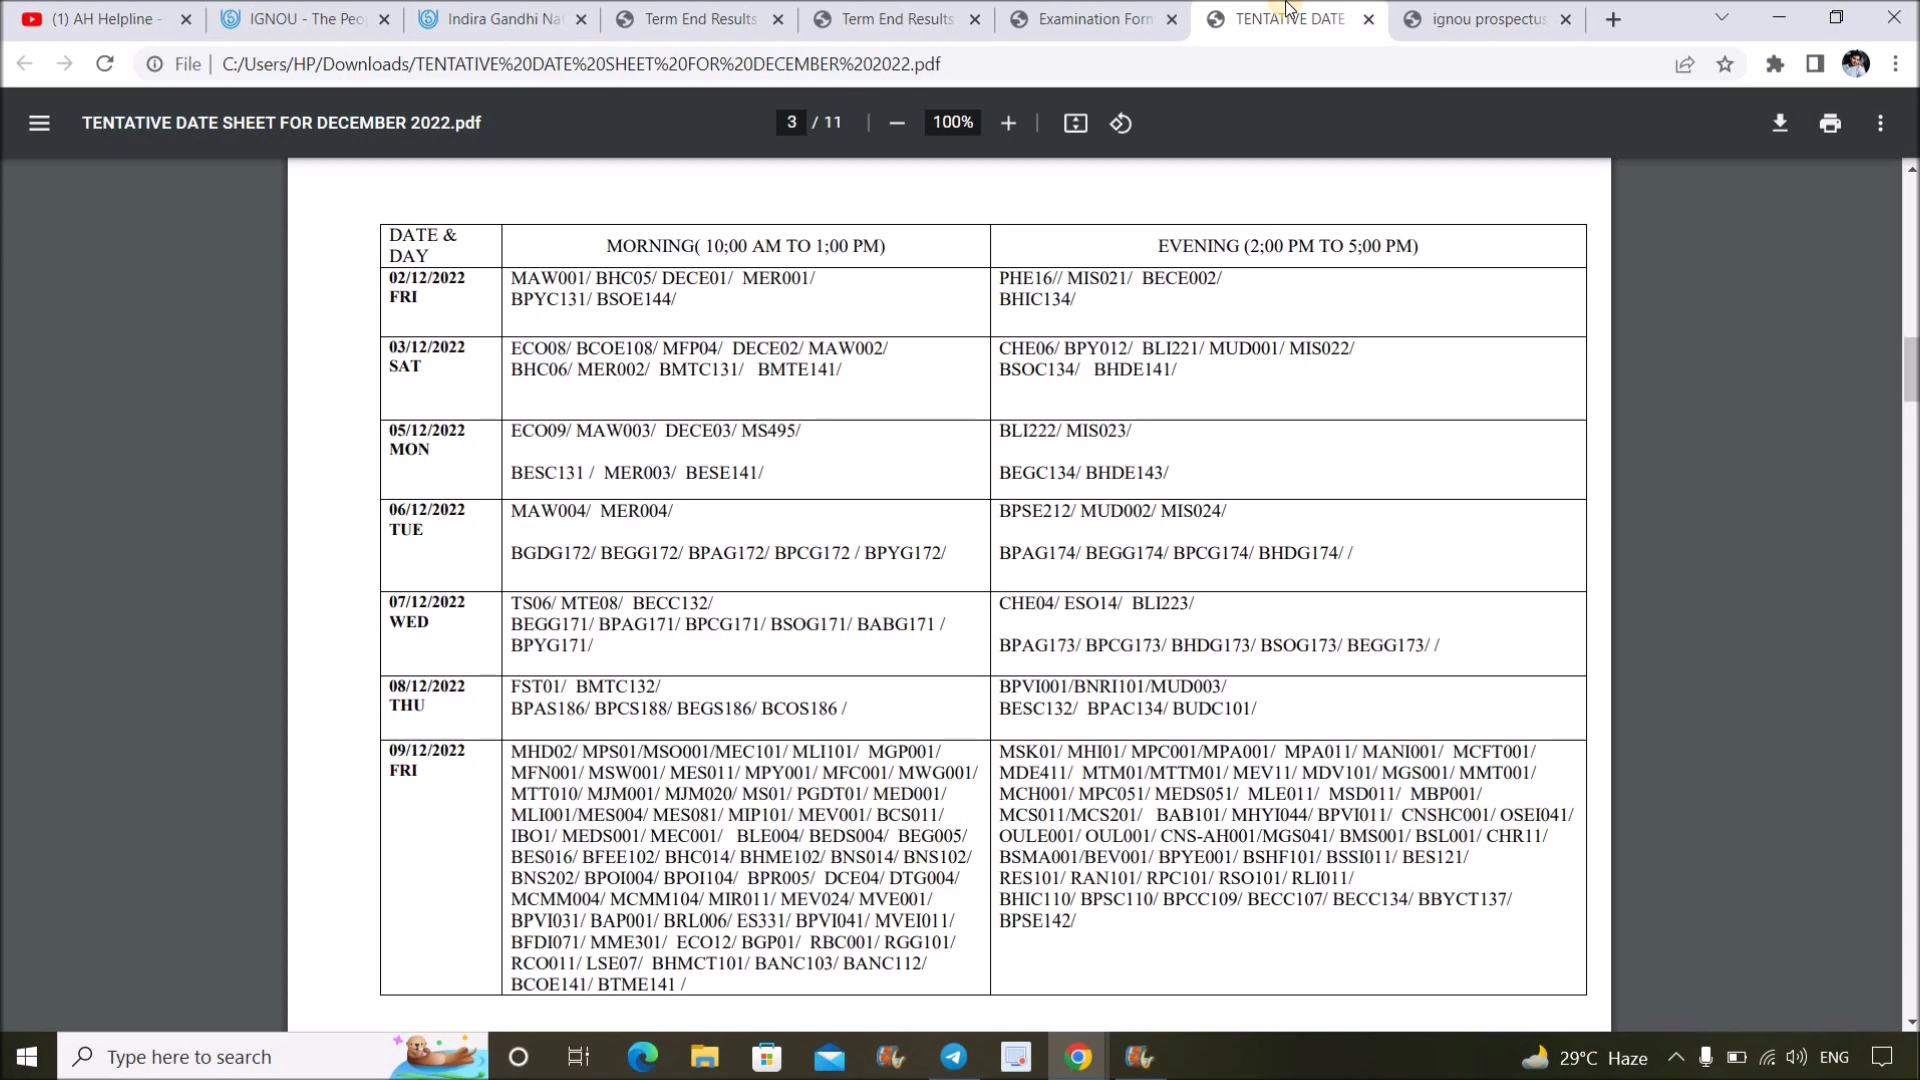 (1) AH Helpline -
IGNOU - The Peop
Indira Gandhi Nat
Term End Results
Term End Results
Examination Form
TENTATIVE DATE
ignou prospectus
File | C:/Users/HP/Downloads/TENTATIVE%20DATE%20SHEET%20FOR%20DECEMBER%202022.pdf
TENTATIVE DATE SHEET FOR DECEMBER 2022.pdf
3 / 11
100%
DATE &
DAY
MORNING( 10;00 AM TO 1;00 PM)
EVENING (2;00 PM TO 5;00 PM)
02/12/2022
FRI
MAW001/ BHC05/ DECE01/ MER001/
BPYC131/ BSOE144/
PHE16// MIS021/ BECE002/
BHIC134/
03/12/2022
SAT
ECO08/ BCOE108/ MFP04/ DECE02/ MAW002/
BHC06/ MER002/ BMTC131/ BMTE141/
CHE06/ BPY012/ BLI221/ MUD001/ MIS022/
BSOC134/ BHDE141/
05/12/2022
MON
ECO09/ MAW003/ DECE03/ MS495/
BESC131 / MER003/ BESE141/
BLI222/ MIS023/
BEGC134/ BHDE143/
06/12/2022
TUE
MAW004/ MER004/
BGDG172/ BEGG172/ BPAG172/ BPCG172 / BPYG172/
BPSE212/ MUD002/ MIS024/
BPAG174/ BEGG174/ BPCG174/ BHDG174/ /
07/12/2022
WED
TS06/ MTE08/ BECC132/
BEGG171/ BPAG171/ BPCG171/ BSOG171/ BABG171 /
BPYG171/
CHE04/ ESO14/ BLI223/
BPAG173/ BPCG173/ BHDG173/ BSOG173/ BEGG173/ /
08/12/2022
THU
FST01/ BMTC132/
BPAS186/ BPCS188/ BEGS186/ BCOS186 /
BPVI001/BNRI101/MUD003/
BESC132/ BPAC134/ BUDC101/
09/12/2022
FRI
MHD02/ MPS01/MSO001/MEC101/ MLI101/ MGP001/
MFN001/ MSW001/ MES011/ MPY001/ MFC001/ MWG001/
MTT010/ MJM001/ MJM020/ MS01/ PGDT01/ MED001/
MLI001/MES004/ MES081/ MIP101/ MEV001/ BCS011/
IBO1/ MEDS001/ MEC001/ BLE004/ BEDS004/ BEG005/
BES016/ BFEE102/ BHC014/ BHME102/ BNS014/ BNS102/
BNS202/ BPOI004/ BPOI104/ BPR005/ DCE04/ DTG004/
MCMM004/ MCMM104/ MIR011/ MEV024/ MVE001/
BPVI031/ BAP001/ BRL006/ ES331/ BPVI041/ MVEI011/
BFDI071/ MME301/ ECO12/ BGP01/ RBC001/ RGG101/
RCO011/ LSE07/ BHMCT101/ BANC103/ BANC112/
BCOE141/ BTME141 /
MSK01/ MHI01/ MPC001/MPA001/ MPA011/ MANI001/ MCFT001/
MDE411/ MTM01/MTTM01/ MEV11/ MDV101/ MGS001/ MMT001/
MCH001/ MPC051/ MEDS051/ MLE011/ MSD011/ MBP001/
MCS011/MCS201/ BAB101/ MHYI044/ BPVI011/ CNSHC001/ OSEI041/
OULE001/ OUL001/ CNS-AH001/MGS041/ BMS001/ BSL001/ CHR11/
BSMA001/BEV001/ BPYE001/ BSHF101/ BSSI011/ BES121/
RES101/ RAN101/ RPC101/ RSO101/ RLI011/
BHIC110/ BPSC110/ BPCC109/ BECC107/ BECC134/ BBYCT137/
BPSE142/
Type here to search
29°C Haze
ENG